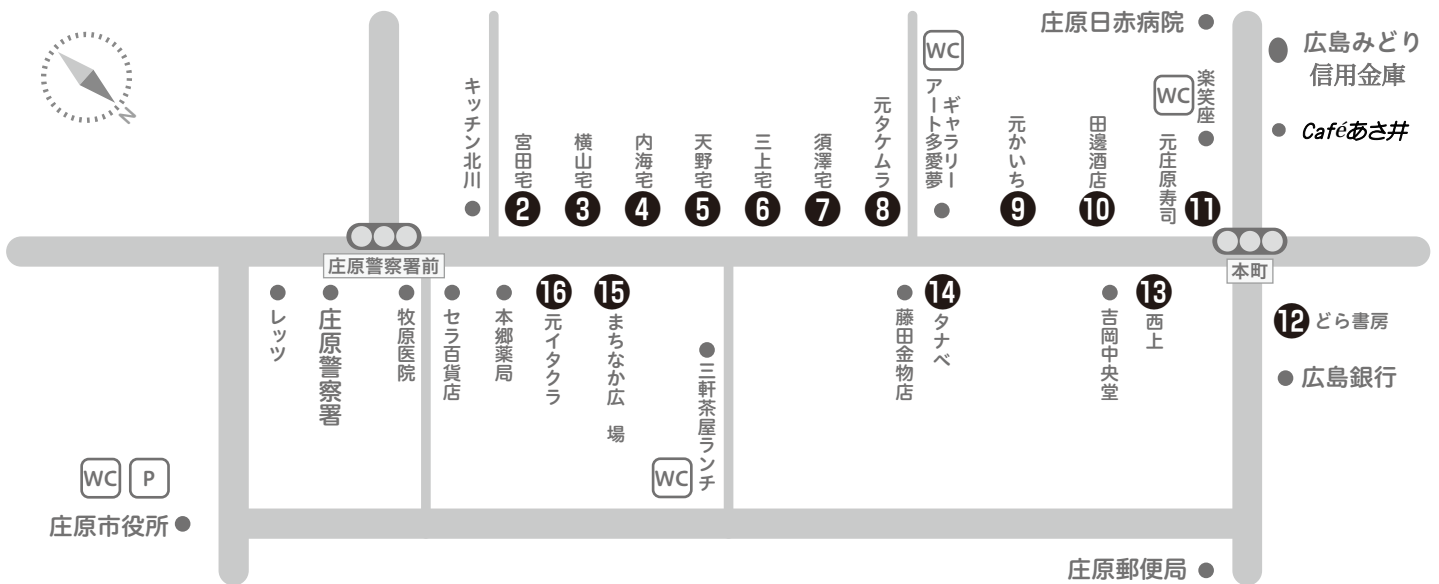 庄原日赤病院
広島みどり
信用金庫
Caféあさ井
WC
WC
楽笑座
キッチン北川
宮田宅
横山宅
内海宅
天野宅
三上宅
須澤宅
元タケムラ
ギャラリー
アート多愛夢
元かいち
田邊酒店
元庄原寿司
N
2
3
4
5
6
7
8
9
10
11
庄原警察署前
本町
レッツ
庄原警察署
牧原医院
セラ百貨店
本郷薬局
16
元イタクラ
15
まちなか広 場
三軒茶屋ランチ
WC
藤田金物店
14
タナベ
吉岡中央堂
13
西上
12 どら書房
広島銀行
WC P
庄原市役所
庄原郵便局